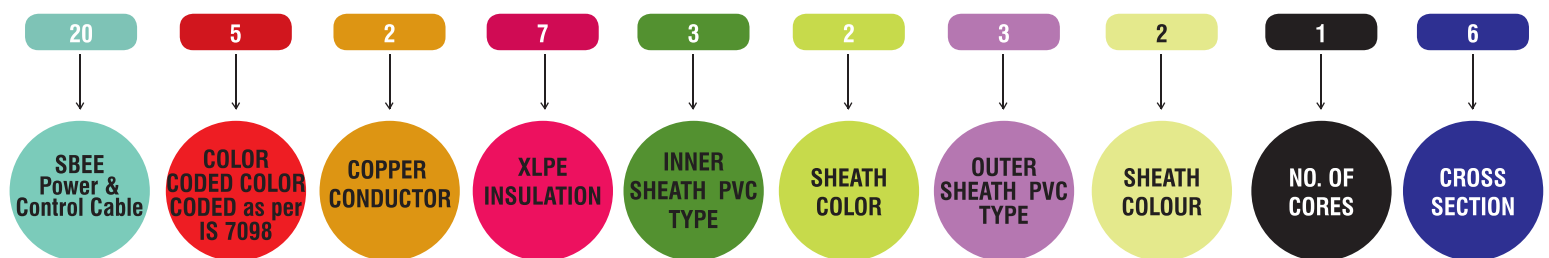 20 5 2 7 3 2 3 2 1 6
SBEE
Power &
Control Cable
COLOR
CODED COLOR
CODED as per
IS 7098
COPPER
CONDUCTOR
XLPE
INSULATION
INNER
SHEATH PVC
TYPE
SHEATH
COLOR
OUTER
SHEATH PVC
TYPE
SHEATH
COLOUR
NO. OF
CORES
CROSS
SECTION